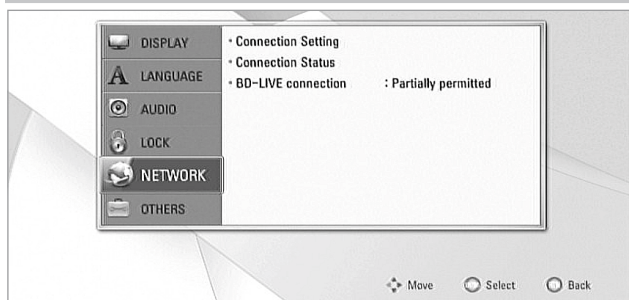 DISPLAY
LANGUAGE
AUDIO
LOCK
NETWORK
OTHERS
• Connection Setting
• Connection Status
• BD-LIVE connection : Partially permitted
Move Select Back